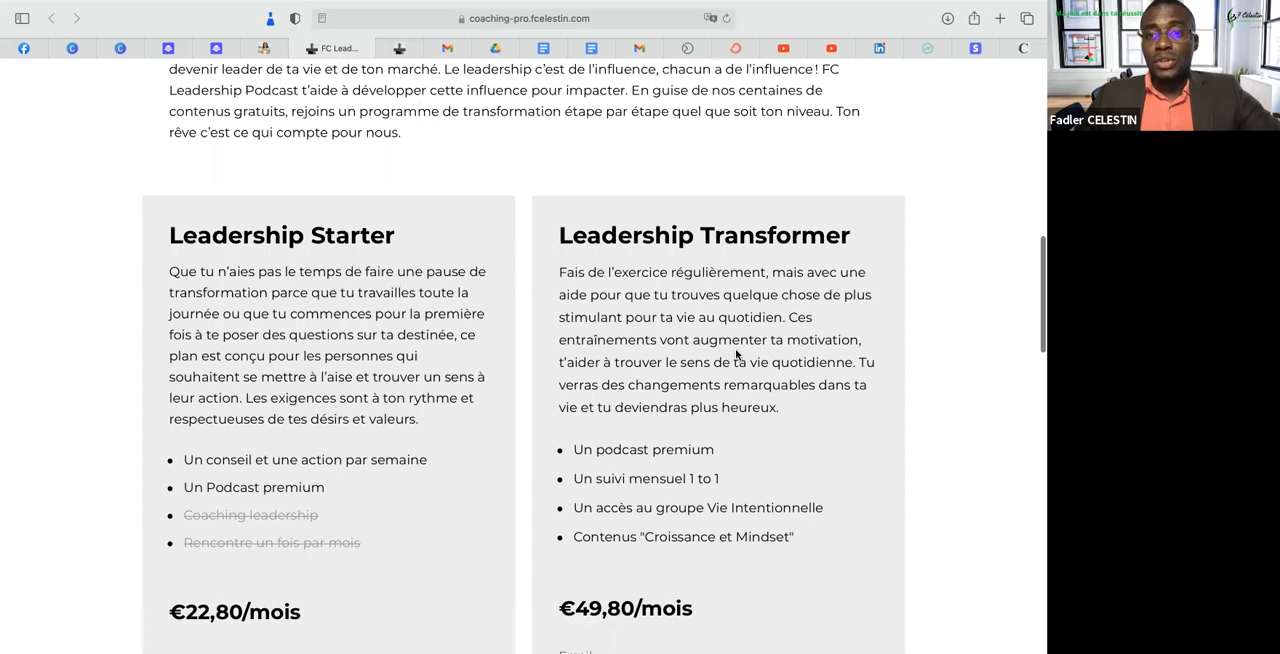 coaching-pro.fcelestin.com
FC Lead...
devenir leader de ta vie et de ton marché. Le leadership c’est de l’influence, chacun a de l’influence ! FC
Leadership Podcast t’aide à développer cette influence pour impacter. En guise de nos centaines de
contenus gratuits, rejoins un programme de transformation étape par étape quel que soit ton niveau. Ton
rêve c’est ce qui compte pour nous.
Leadership Starter
Que tu n’aies pas le temps de faire une pause de
transformation parce que tu travailles toute la
journée ou que tu commences pour la première
fois à te poser des questions sur ta destinée, ce
plan est conçu pour les personnes qui
souhaitent se mettre à l’aise et trouver un sens à
leur action. Les exigences sont à ton rythme et
respectueuses de tes désirs et valeurs.
• Un conseil et une action par semaine
• Un Podcast premium
• Coaching leadership
• Rencontre un fois par mois
€22,80/mois
Leadership Transformer
Fais de l’exercice régulièrement, mais avec une
aide pour que tu trouves quelque chose de plus
stimulant pour ta vie au quotidien. Ces
entraînements vont augmenter ta motivation,
t’aider à trouver le sens de ta vie quotidienne. Tu
verras des changements remarquables dans ta
vie et tu deviendras plus heureux.
• Un podcast premium
• Un suivi mensuel 1 to 1
• Un accès au groupe Vie Intentionnelle
• Contenus "Croissance et Mindset"
€49,80/mois
Fadler CELESTIN